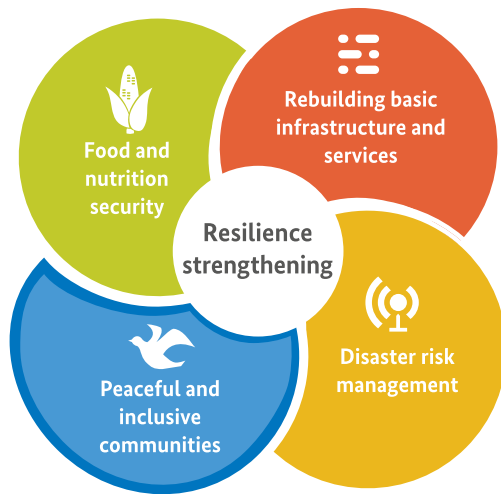 Food and
nutrition
security
Rebuilding basic
infrastructure and
services
Resilience
strengthening
Peaceful and
inclusive
communities
Disaster risk
management